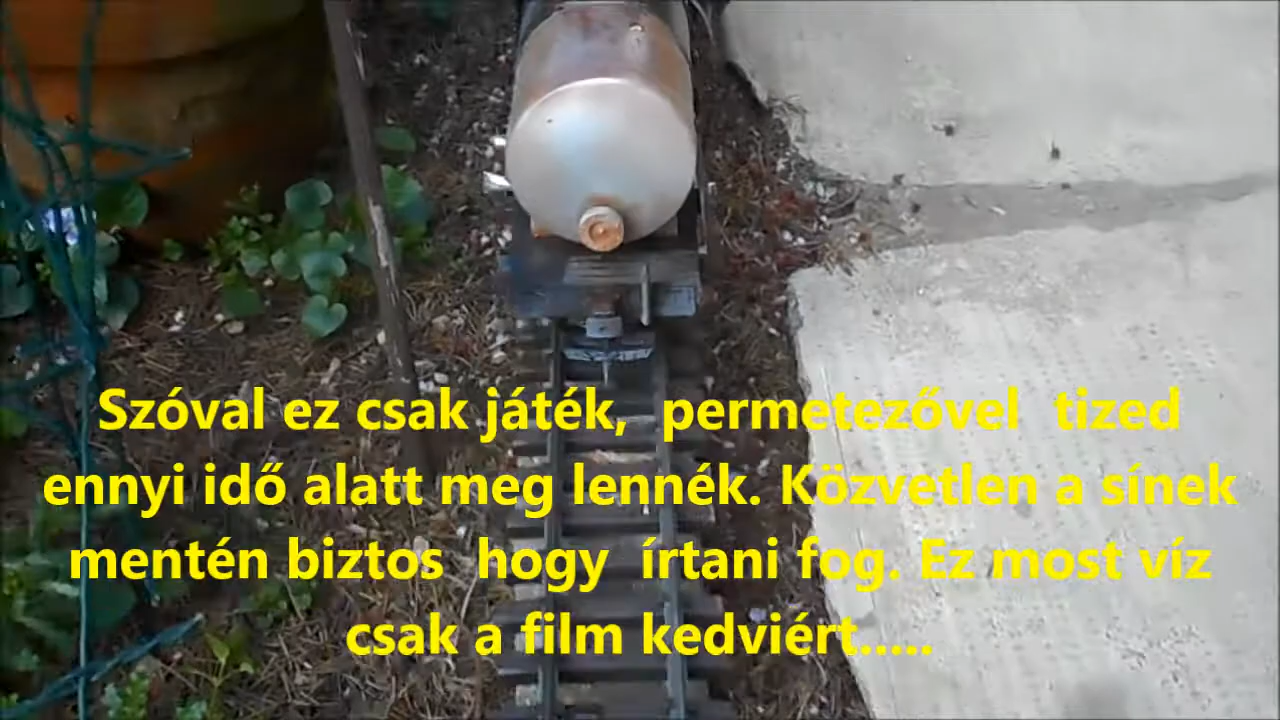 Szóval ez csak játék, permetezővel tized
ennyi idő alatt meg lennék. Közvetlen a sínek
mentén biztos hogy írtani fog. Ez most víz
csak a film kedviért.....